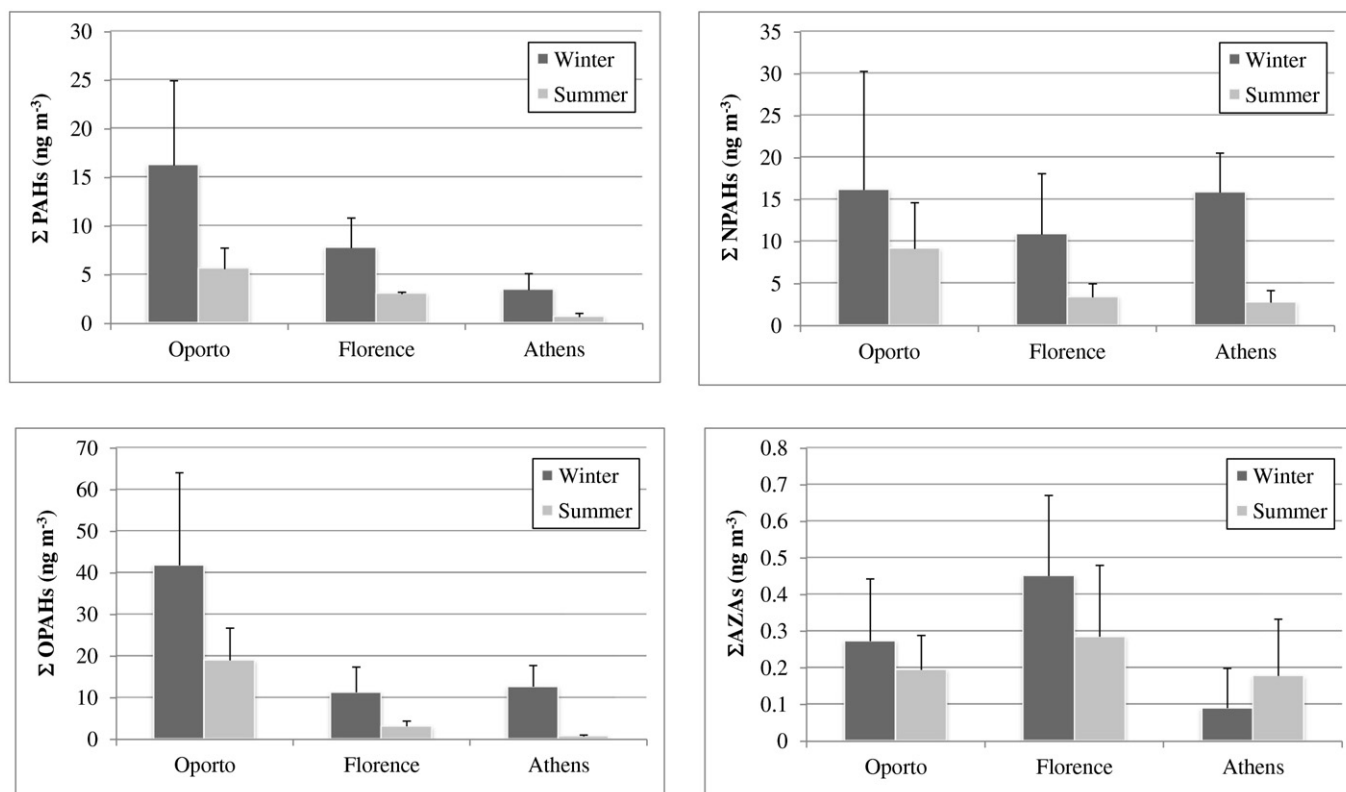 Σ PAHs (ng m⁻³)
30
25
20
15
10
5
0
Winter
Summer
Oporto Florence Athens
Σ NPAHs (ng m⁻³)
35
30
25
20
15
10
5
0
Winter
Summer
Oporto Florence Athens
Σ OPAHs (ng m⁻³)
70
60
50
40
30
20
10
0
Winter
Summer
Oporto Florence Athens
ΣAZAs (ng m⁻³)
0.8
0.7
0.6
0.5
0.4
0.3
0.2
0.1
0
Winter
Summer
Oporto Florence Athens